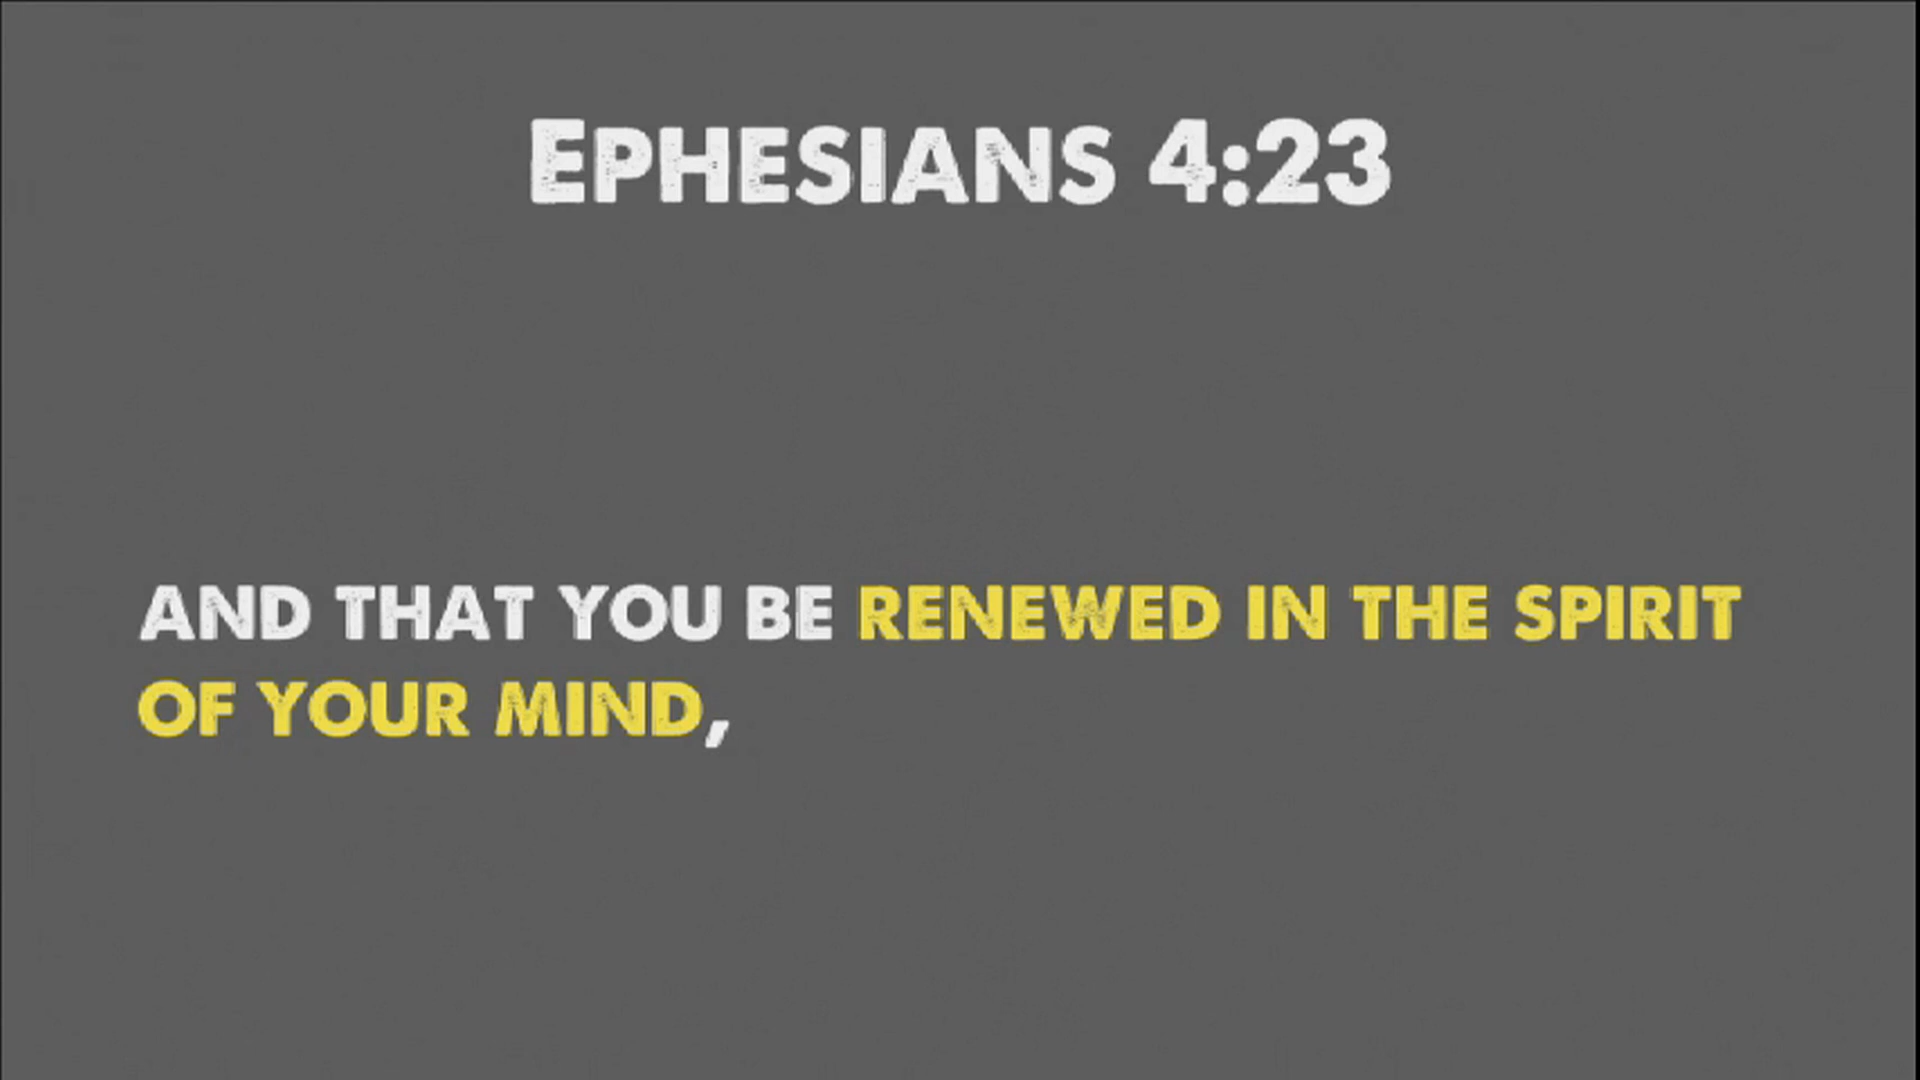 EPHESIANS 4:23
AND THAT YOU BE RENEWED IN THE SPIRIT
OF YOUR MIND,